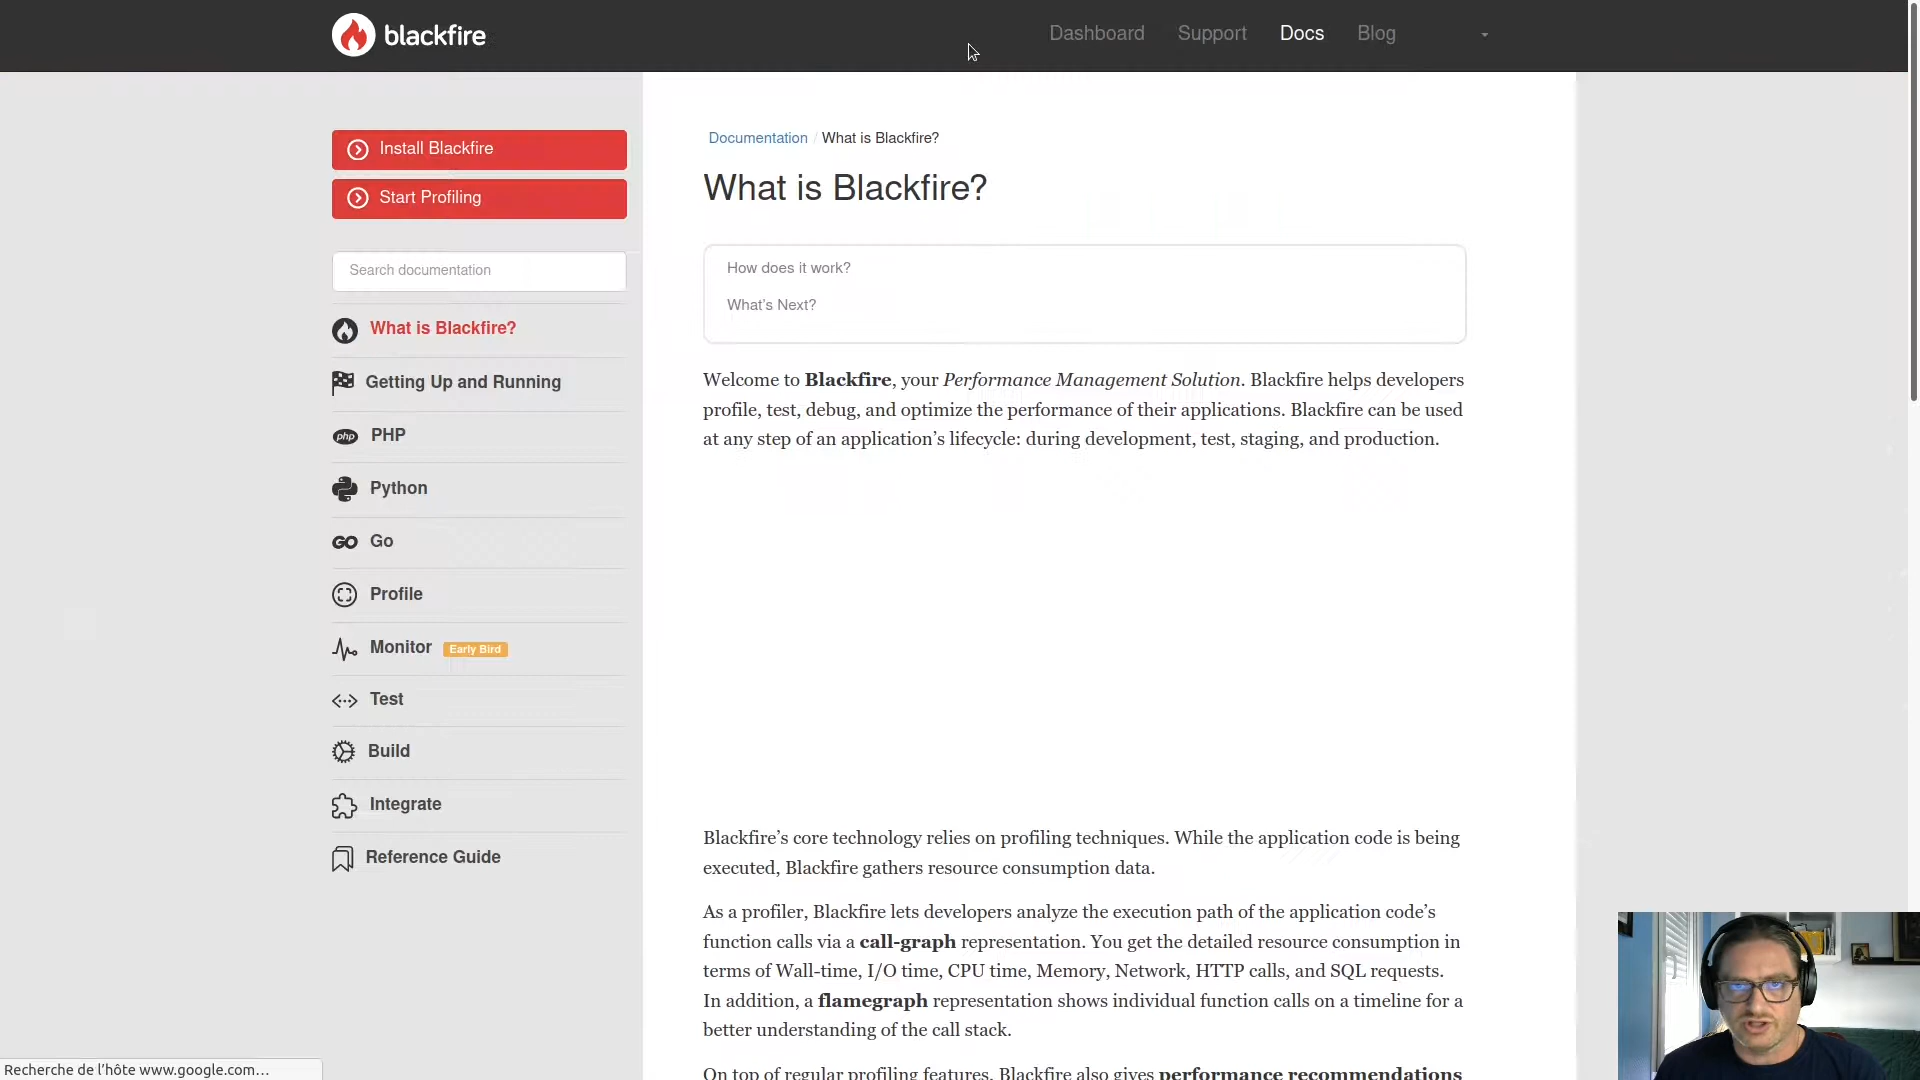 blackfire
Dashboard Support Docs Blog
Install Blackfire
Start Profiling
Search documentation
What is Blackfire?
Getting Up and Running
php PHP
Python
GO Go
Profile
Monitor Early Bird
Test
Build
Integrate
Reference Guide
Documentation / What is Blackfire?
What is Blackfire?
How does it work?
What's Next?
Welcome to Blackfire, your Performance Management Solution. Blackfire helps developers
profile, test, debug, and optimize the performance of their applications. Blackfire can be used
at any step of an application’s lifecycle: during development, test, staging, and production.
Blackfire’s core technology relies on profiling techniques. While the application code is being
executed, Blackfire gathers resource consumption data.
As a profiler, Blackfire lets developers analyze the execution path of the application code’s
function calls via a call-graph representation. You get the detailed resource consumption in
terms of Wall-time, I/O time, CPU time, Memory, Network, HTTP calls, and SQL requests.
In addition, a flamegraph representation shows individual function calls on a timeline for a
better understanding of the call stack.
On top of regular profiling features, Blackfire also gives performance recommendations
Recherche de l’hôte www.google.com…